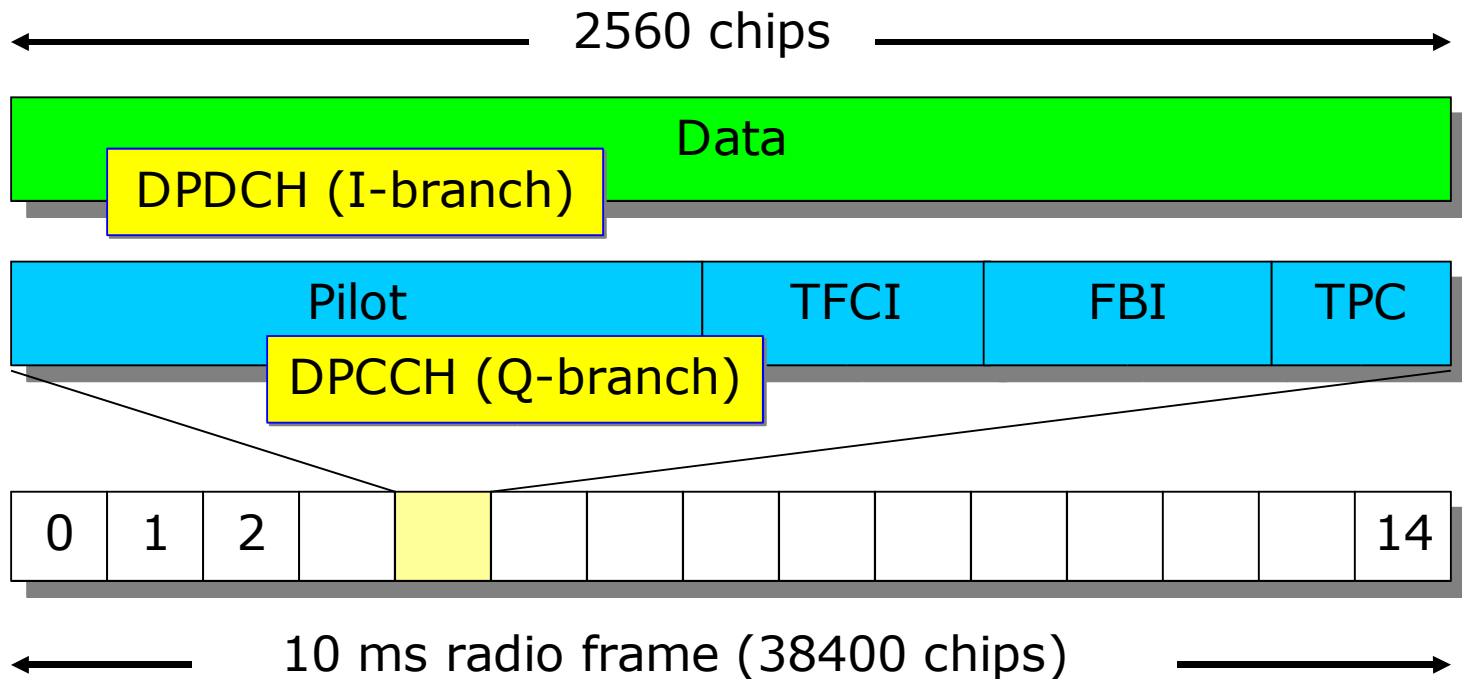 2560 chips
Data
DPDCH (I-branch)
Pilot TFCI FBI TPC
DPCCH (Q-branch)
0 1 2 14
10 ms radio frame (38400 chips)